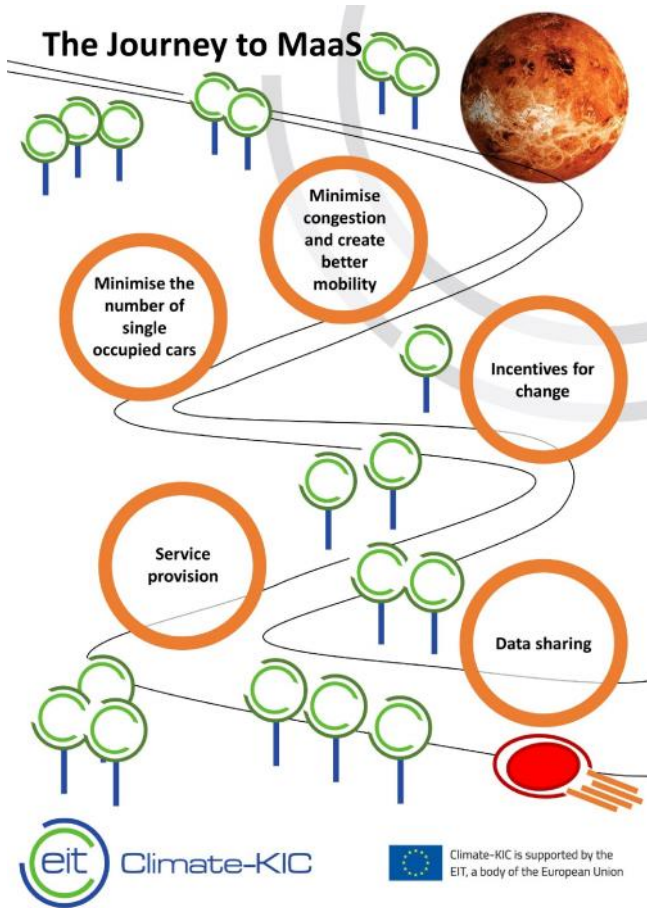 The Journey to MaaS
Minimise
congestion
and create
better
mobility
Minimise the
number of
single
occupied cars
Incentives for
change
Service
provision
Data sharing
eit Climate-KIC
Climate-KIC is supported by the
EIT, a body of the European Union